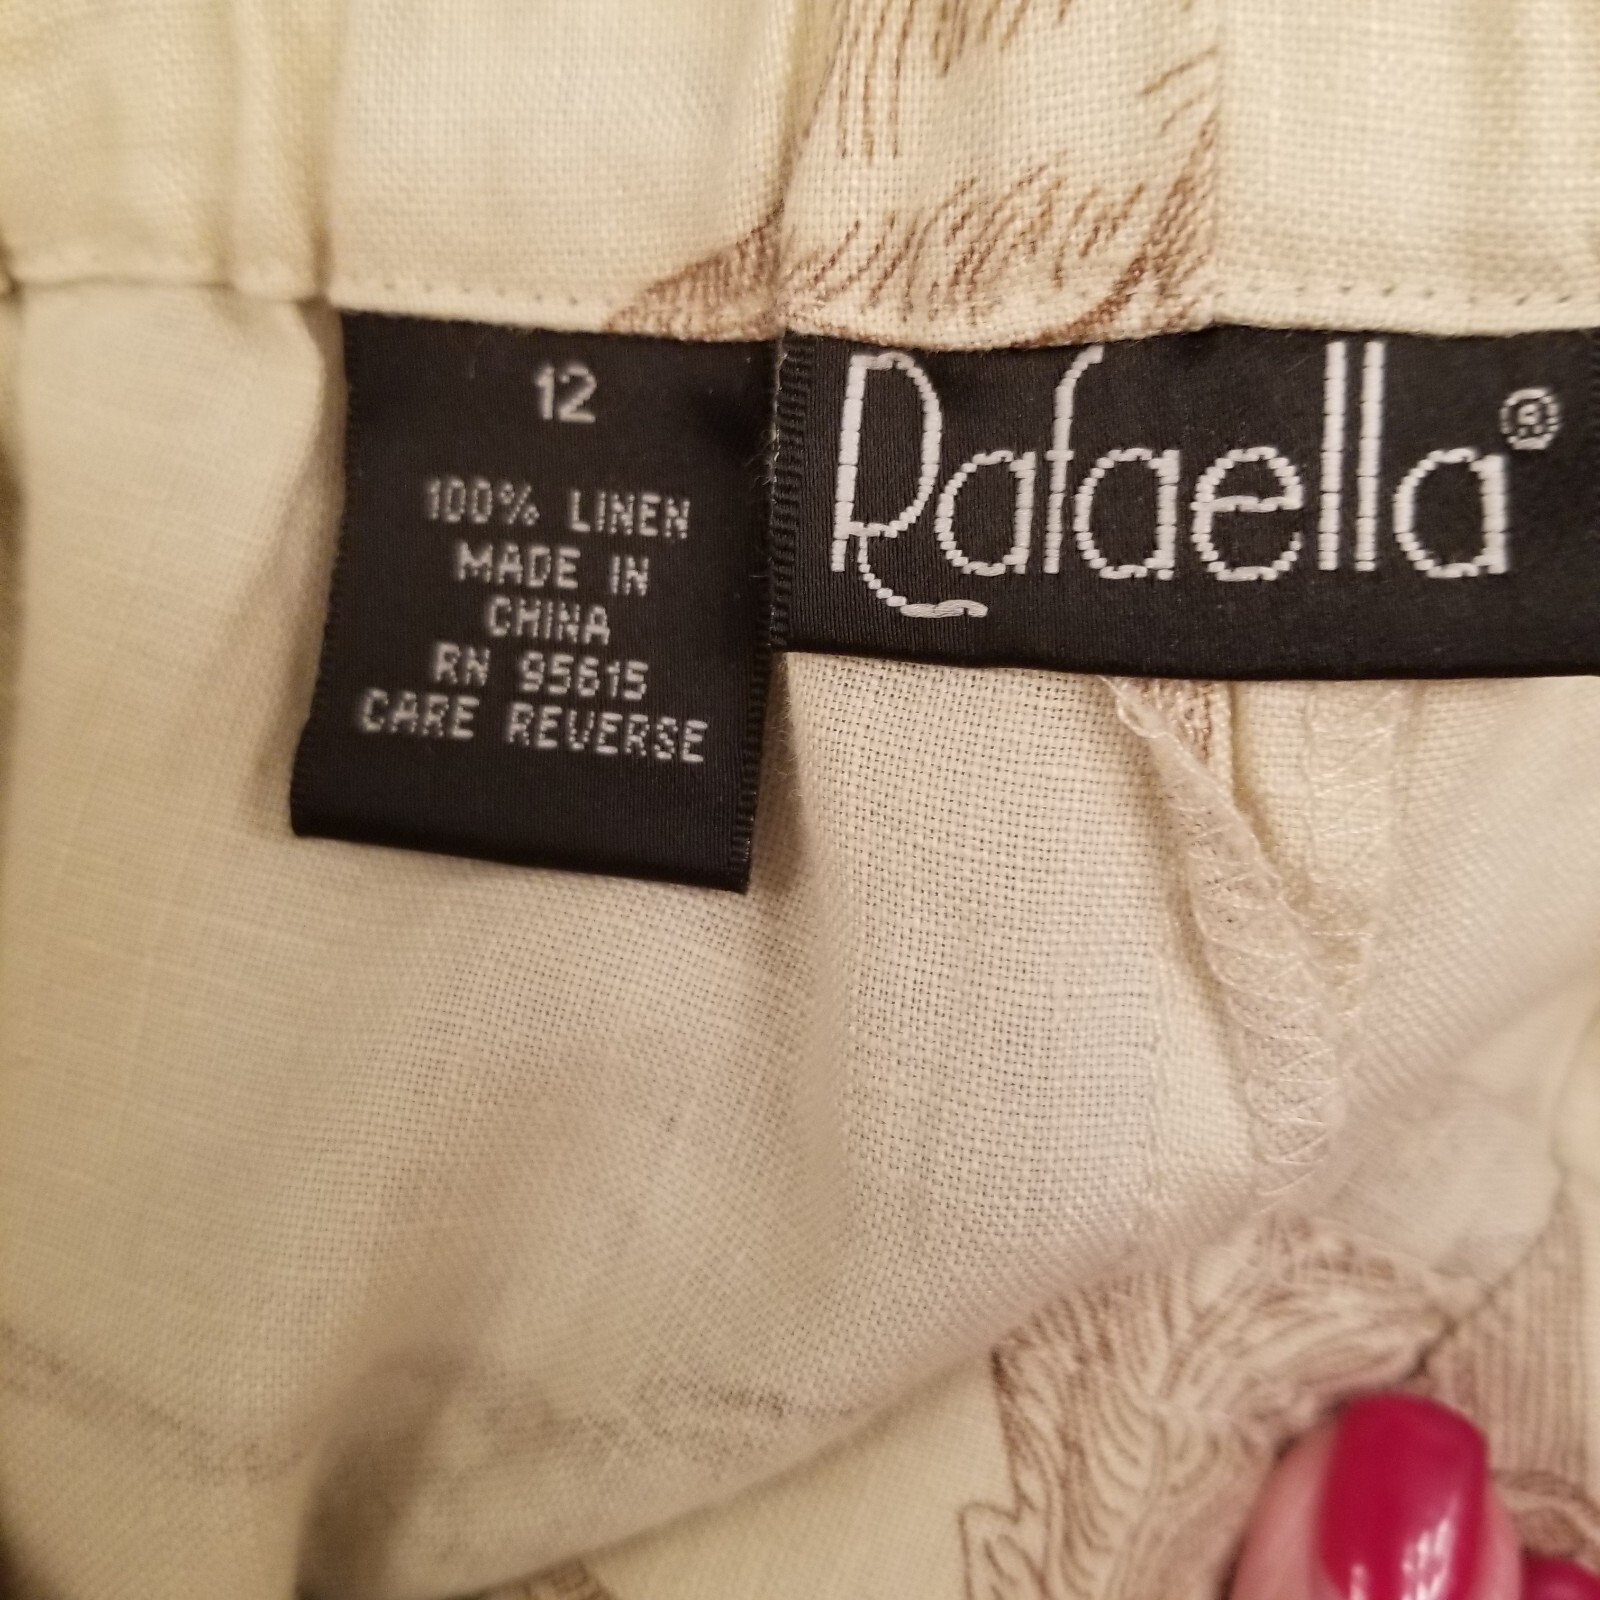 12
100% LINEN
MADE IN
CHINA
RN 95615
CARE REVERSE
Rafaella®